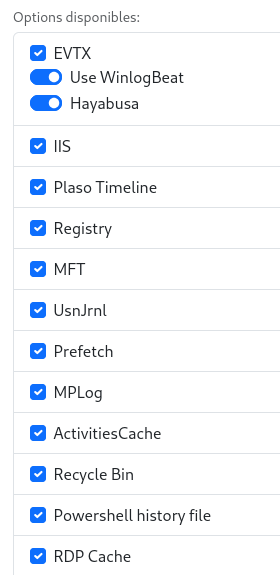 Options disponibles:
EVTX
Use WinlogBeat
Hayabusa
IIS
Plaso Timeline
Registry
MFT
UsnJrnl
Prefetch
MPLog
ActivitiesCache
Recycle Bin
Powershell history file
RDP Cache